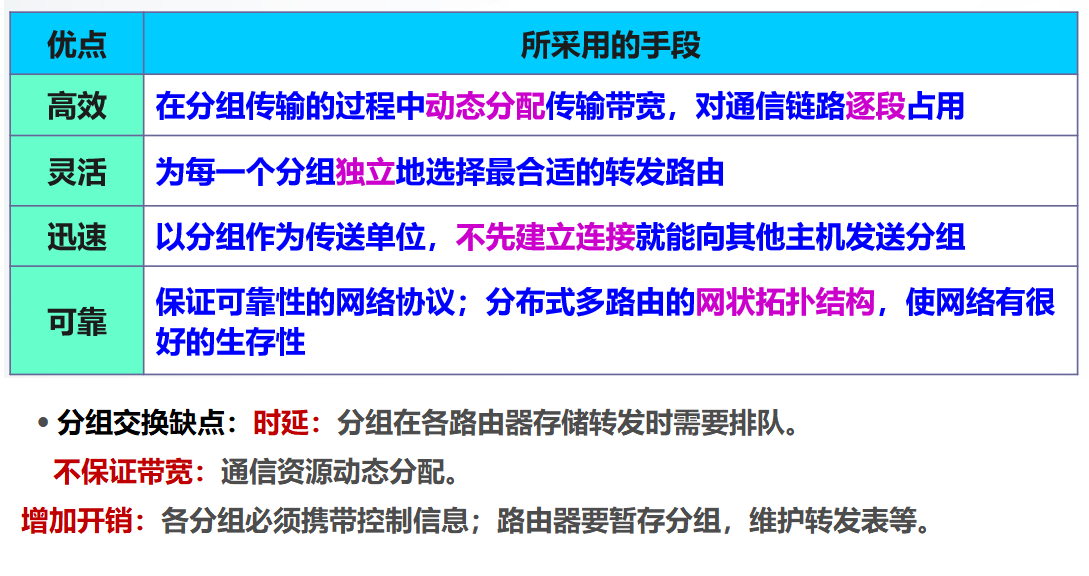 优点 所采用的手段
高效 在分组传输的过程中动态分配传输带宽，对通信链路逐段占用
灵活 为每一个分组独立地选择最合适的转发路由
迅速 以分组作为传送单位，不先建立连接就能向其他主机发送分组
可靠 保证可靠性的网络协议；分布式多路由的网状拓扑结构，使网络有很
好的生存性
• 分组交换缺点：时延：分组在各路由器存储转发时需要排队。
不保证带宽：通信资源动态分配。
增加开销：各分组必须携带控制信息；路由器要暂存分组，维护转发表等。